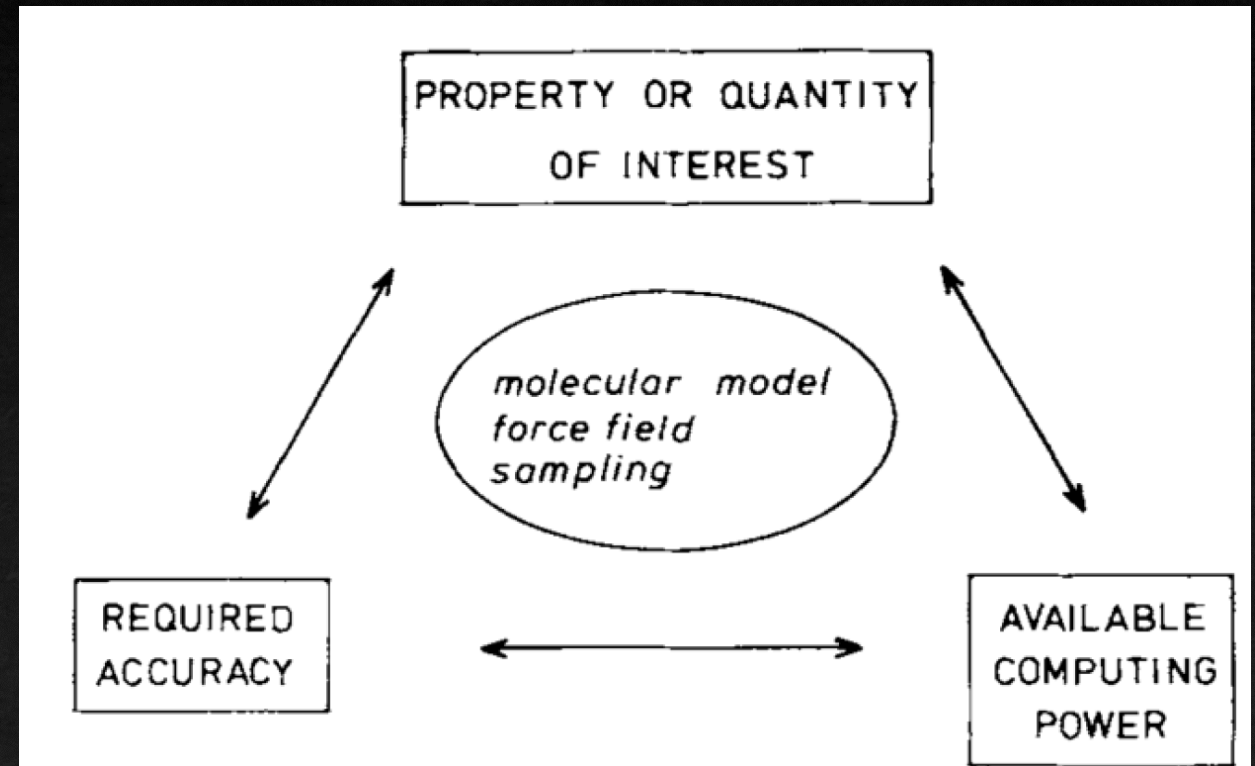 PROPERTY OR QUANTITY
OF INTEREST
molecular model
force field
sampling
REQUIRED
ACCURACY
AVAILABLE
COMPUTING
POWER